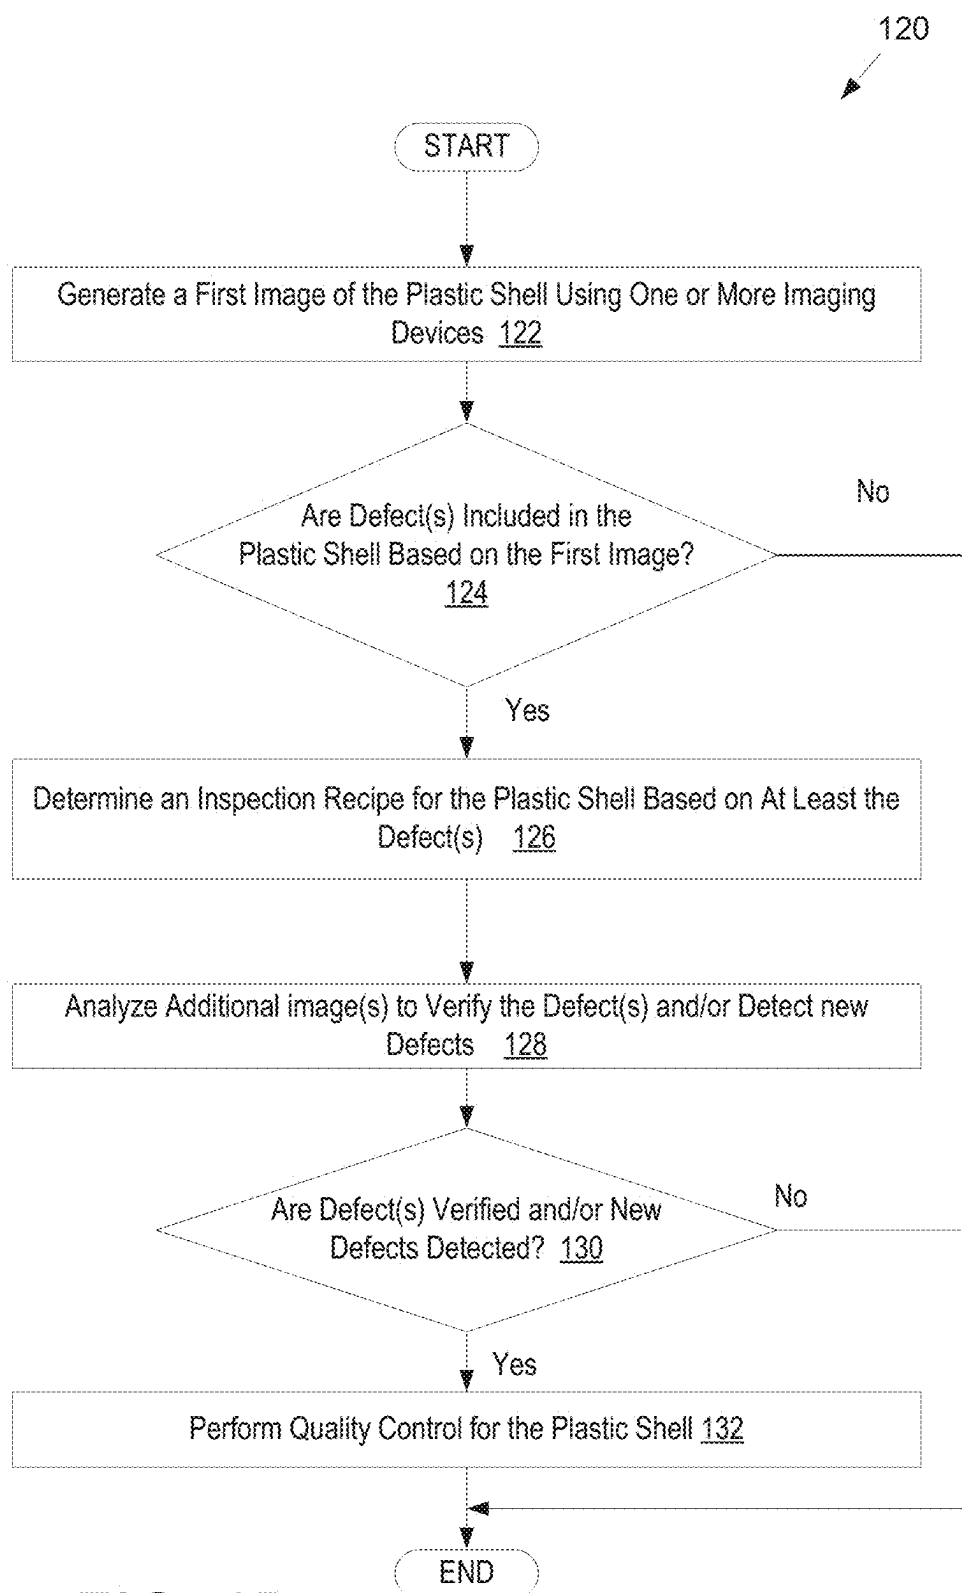 120
START
Generate a First Image of the Plastic Shell Using One or More Imaging
Devices 122
Are Defect(s) Included in the
Plastic Shell Based on the First Image?
124
No
Yes
Determine an Inspection Recipe for the Plastic Shell Based on At Least the
Defect(s) 126
Analyze Additional image(s) to Verify the Defect(s) and/or Detect new
Defects 128
Are Defect(s) Verified and/or New
Defects Detected? 130
No
Yes
Perform Quality Control for the Plastic Shell 132
END